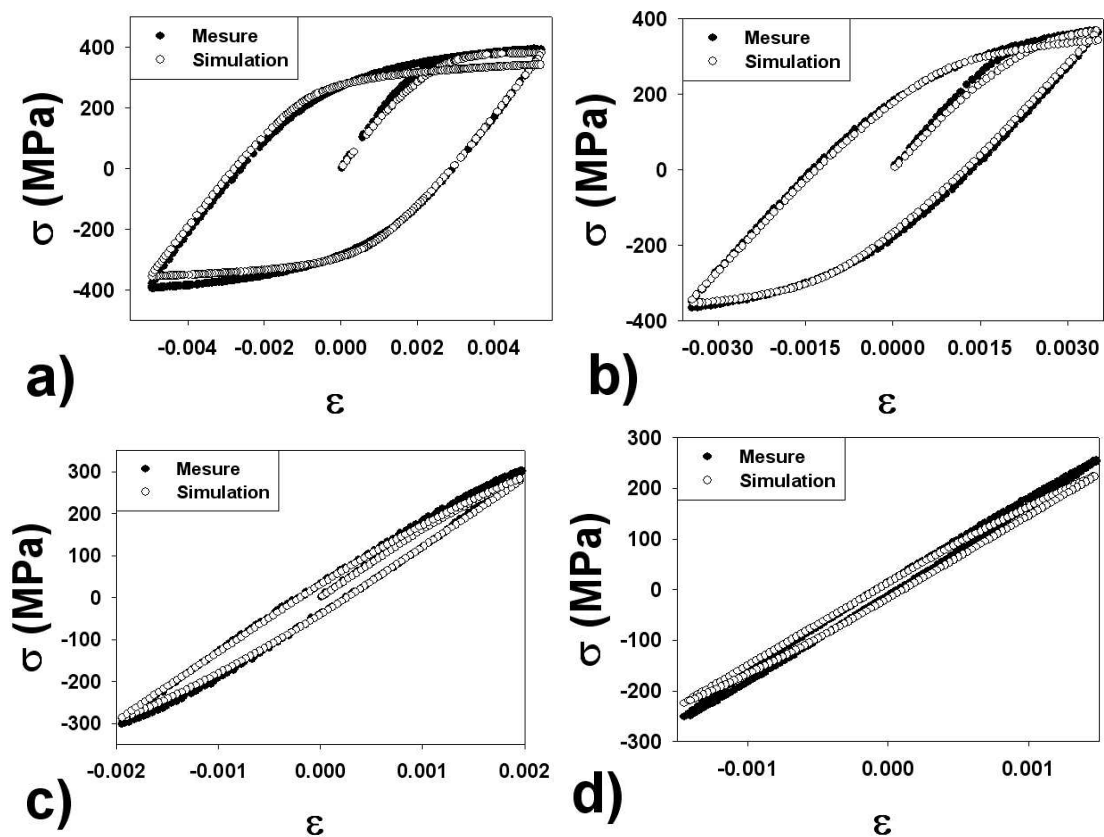 Mesure
Simulation
400
200
0
-200
-400
σ (MPa)
-0.004 -0.002 0.000 0.002 0.004
a)
ε
Mesure
Simulation
400
200
0
-200
-400
σ (MPa)
-0.0030 -0.0015 0.0000 0.0015 0.0030
b)
ε
Mesure
Simulation
300
200
100
0
-100
-200
-300
σ (MPa)
-0.002 -0.001 0.000 0.001 0.002
c)
ε
Mesure
Simulation
300
200
100
0
-100
-200
-300
σ (MPa)
-0.001 0.000 0.001
d)
ε